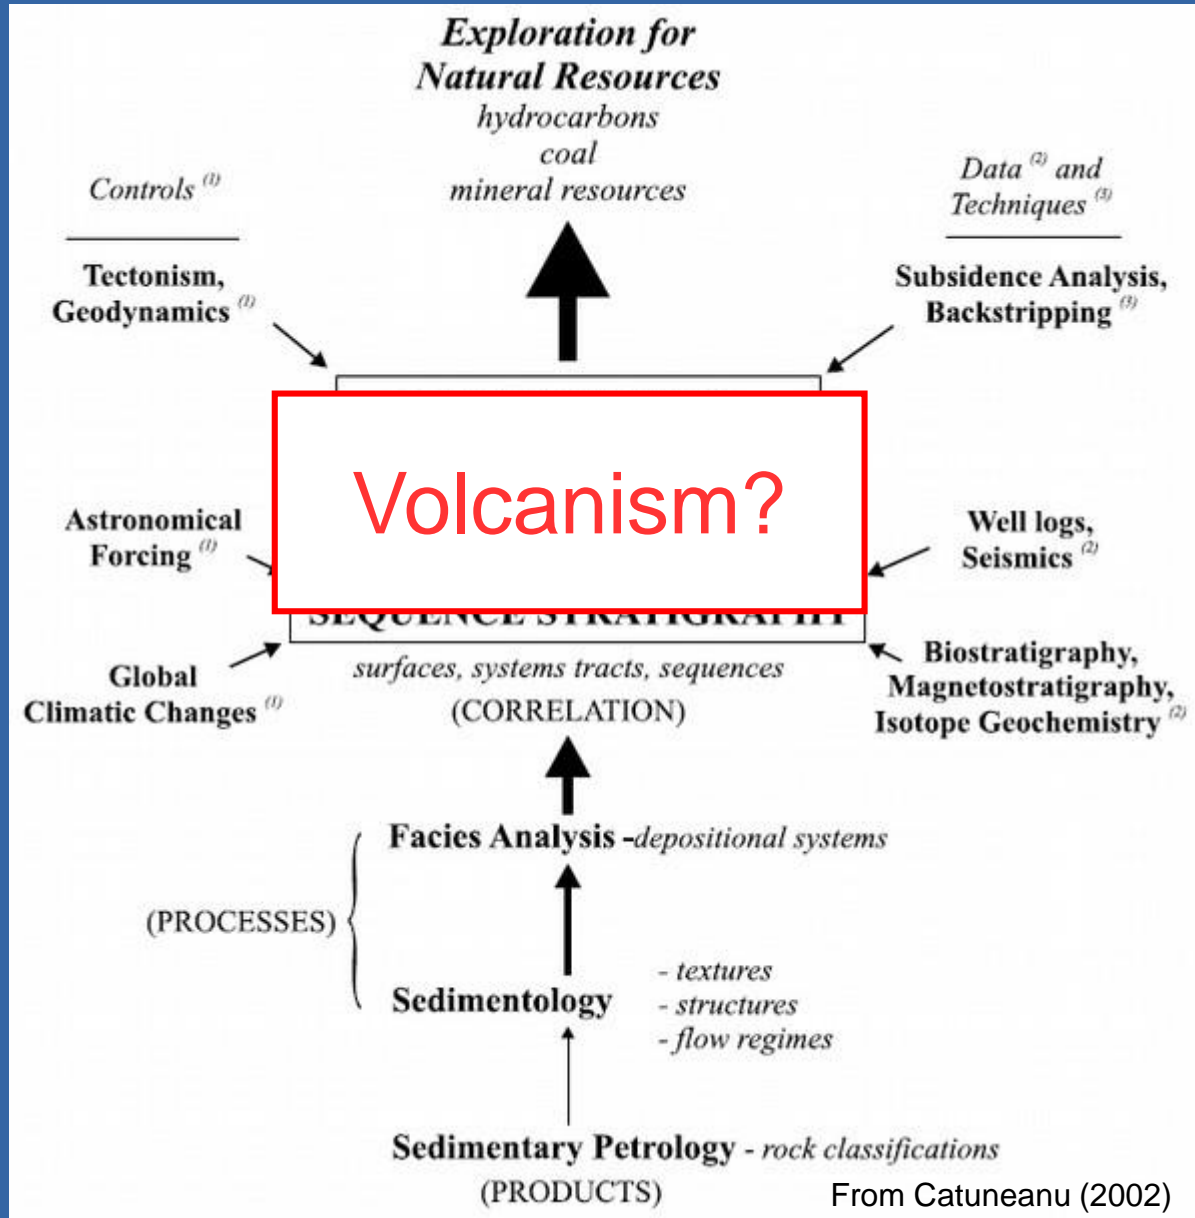 Exploration for
Natural Resources
hydrocarbons
coal
mineral resources
Controls (1)
Data (2) and
Techniques (3)
Tectonism,
Geodynamics (1)
Subsidence Analysis,
Backstripping (3)
Volcanism?
Astronomical
Forcing (1)
Well logs,
Seismics (2)
SEQUENCE STRATIGRAPHY
Global
Climatic Changes (1)
surfaces, systems tracts, sequences
(CORRELATION)
Biostratigraphy,
Magnetostratigraphy,
Isotope Geochemistry (2)
Facies Analysis -depositional systems
(PROCESSES)
Sedimentology
- textures
- structures
- flow regimes
Sedimentary Petrology - rock classifications
(PRODUCTS)
From Catuneanu (2002)